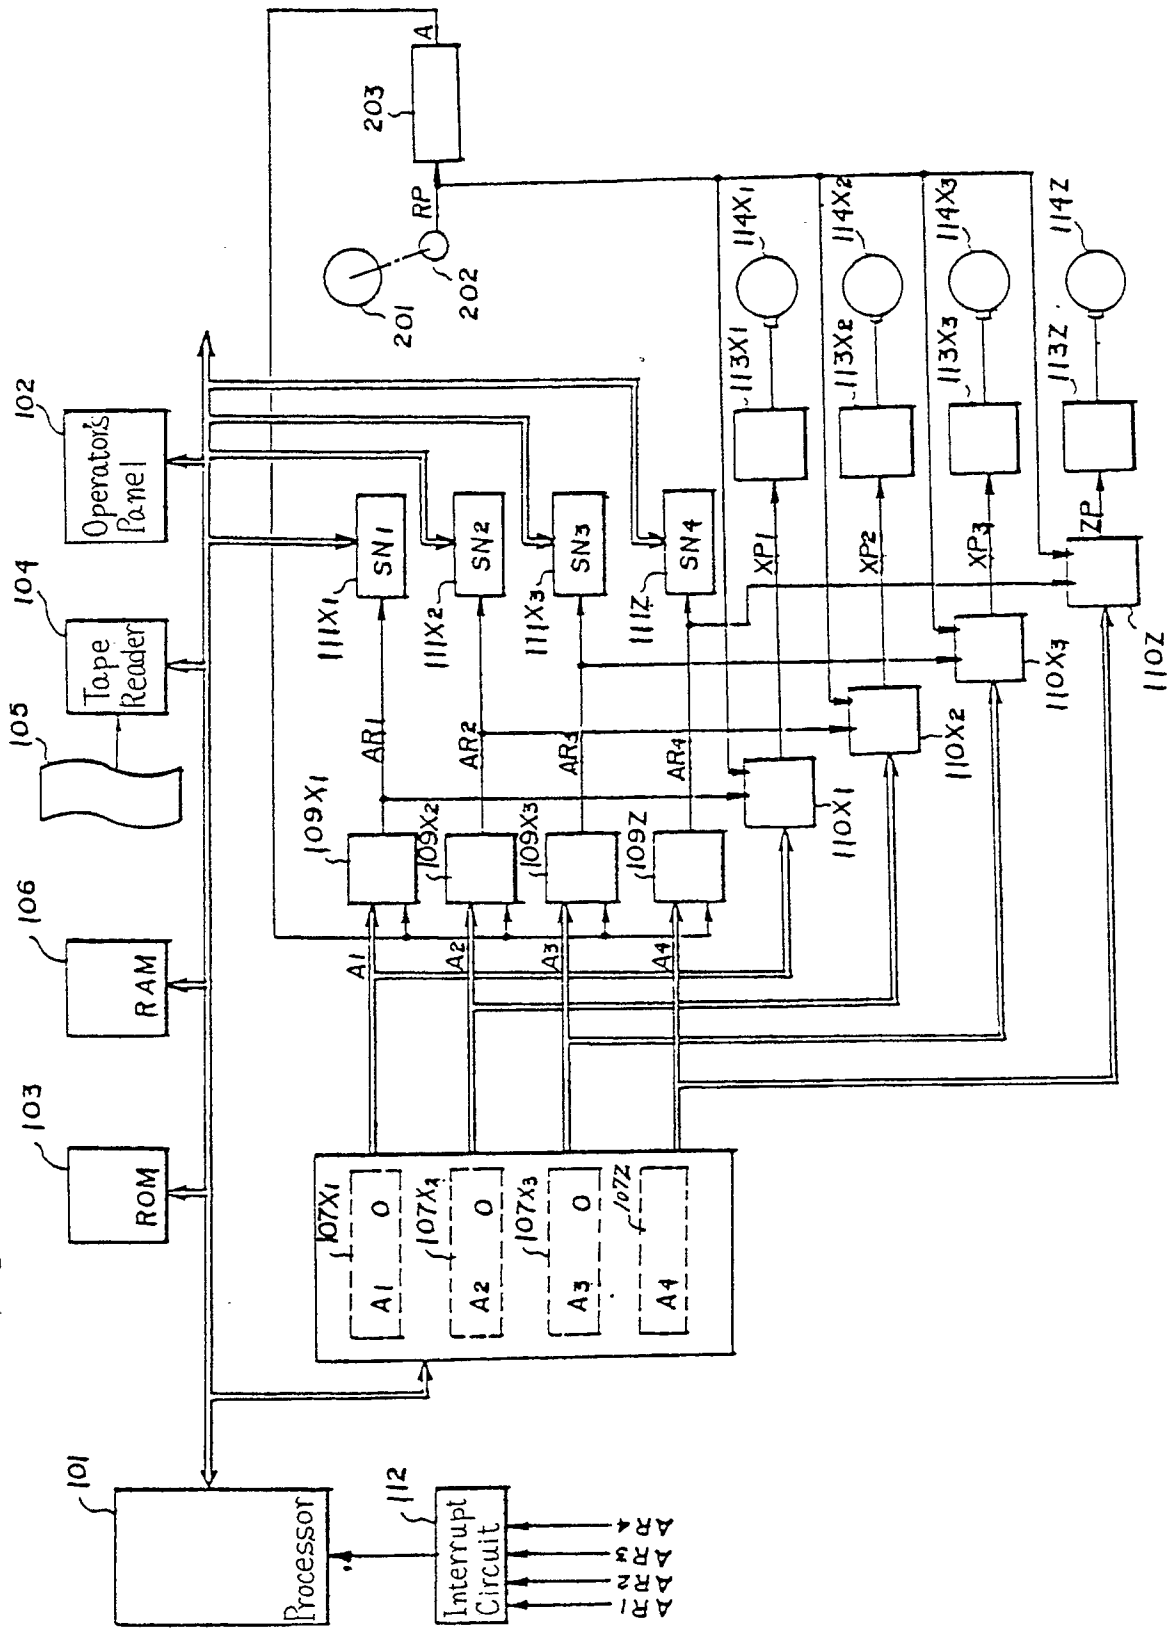 101
Processor
112
Interrupt
Circuit
AR1
AR2
AR3
AR4
103
ROM
106
RAM
105
104
Tape
Reader
102
Operator's
Panel
107X1
A1 0
107X2
A2 0
107X3
A3 0
107Z
A4
A1
A2
A3
A4
109X1
109X2
109X3
109Z
AR1
AR2
AR3
AR4
111X1
SN1
111X2
SN2
111X3
SN3
111Z
SN4
110X1
110X2
110X3
110Z
XP1
XP2
XP3
ZP
113X1
113X2
113X3
113Z
114X1
114X2
114X3
114Z
201
202
RP
203
A